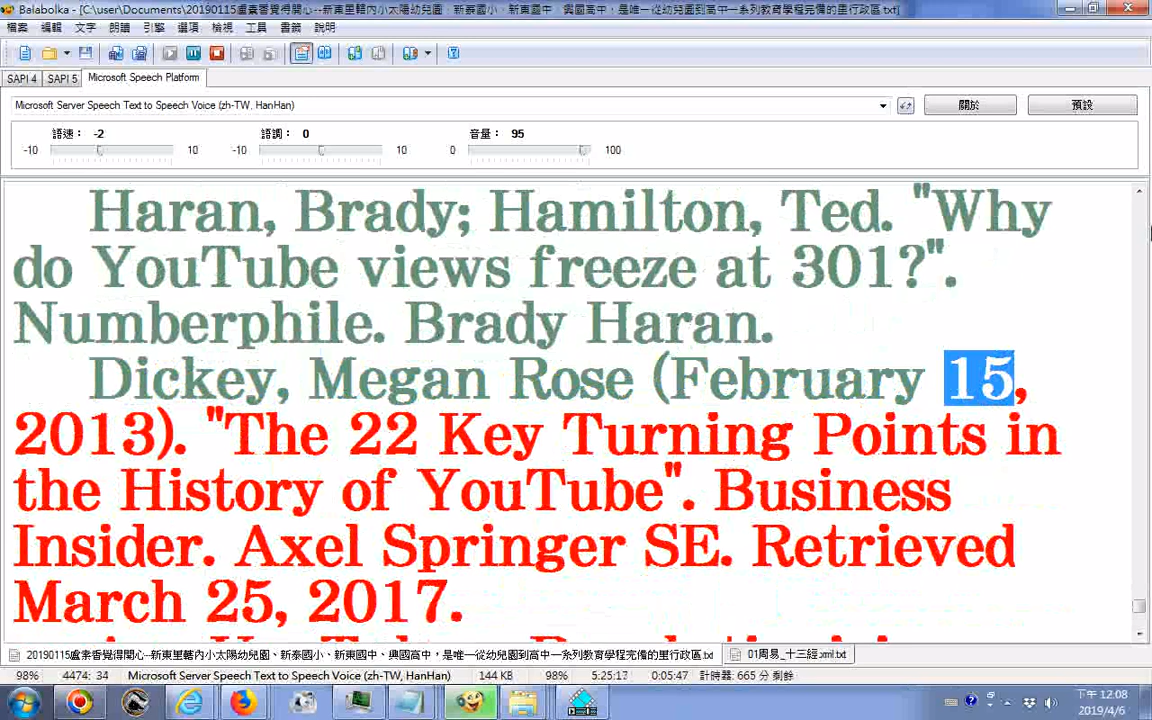 Balabolka - [C:\user\Documents\20190115盧素香覺得開心--新東里轄內小太陽幼兒園、新泰國小、新東國中、興國高中，是唯一從幼兒園到高中一系列教育學程完備的里行政區.txt]
檔案 編輯 文字 朗讀 引擎 選項 檢視 工具 書籤 說明
SAPI 4 SAPI 5 Microsoft Speech Platform
Microsoft Server Speech Text to Speech Voice (zh-TW, HanHan) 關於 預設
語速： -2 語調： 0 音量： 95
-10 10 -10 10 0 100
Haran, Brady; Hamilton, Ted. "Why
do YouTube views freeze at 301?".
Numberphile. Brady Haran.
Dickey, Megan Rose (February 15,
2013). "The 22 Key Turning Points in
the History of YouTube". Business
Insider. Axel Springer SE. Retrieved
March 25, 2017.
20190115盧素香覺得開心--新東里轄內小太陽幼兒園、新泰國小、新東國中、興國高中，是唯一從幼兒園到高中一系列教育學程完備的里行政區.txt 01周易_十三經.xml.txt
98% 4474: 34 Microsoft Server Speech Text to Speech Voice (zh-TW, HanHan) 144 KB 98% 5:25:17 0:05:47 計時器: 665 分 剩餘
下午 12:08
2019/4/6